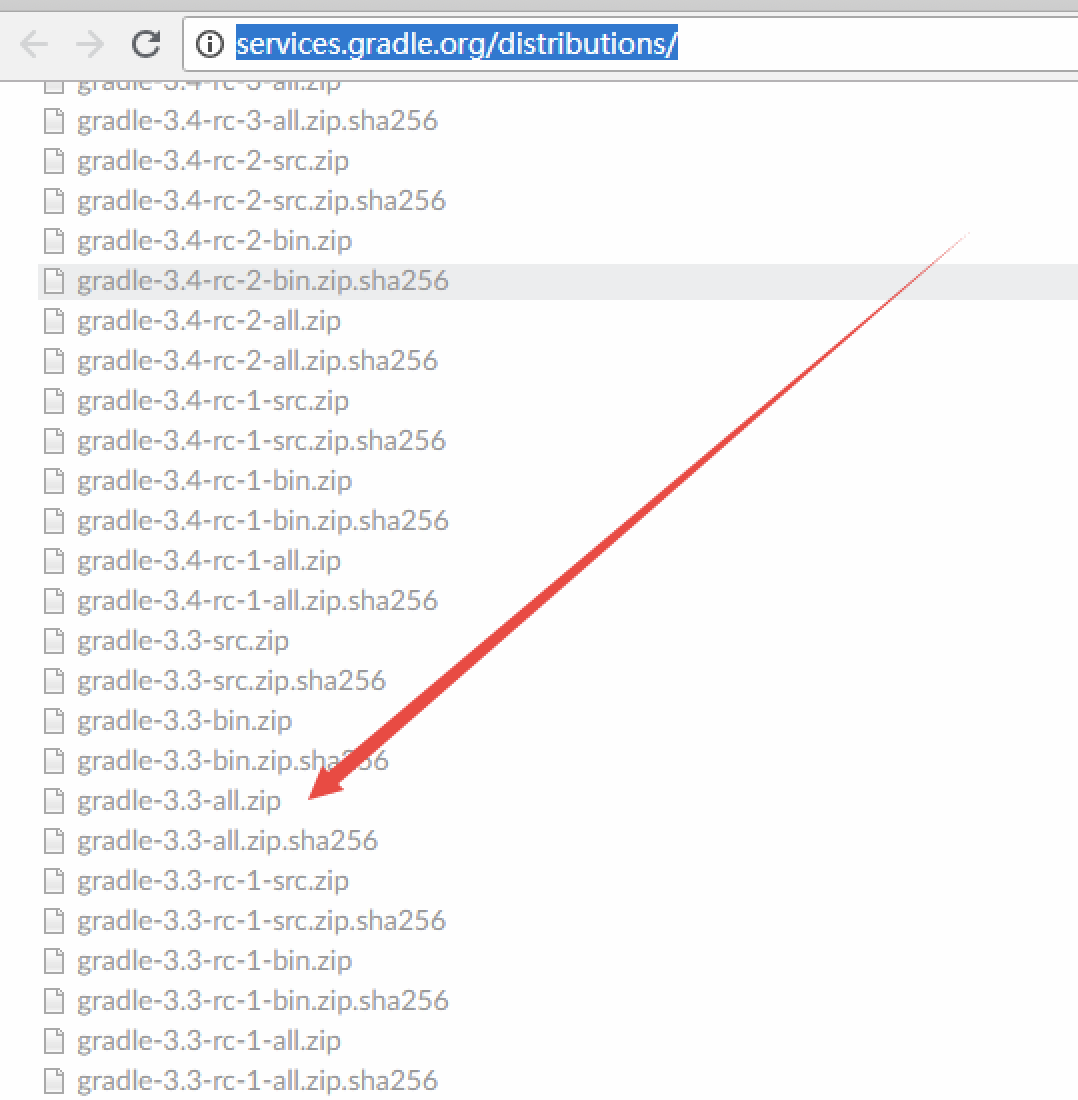 services.gradle.org/distributions/
gradle-3.4-rc-3-all.zip
gradle-3.4-rc-3-all.zip.sha256
gradle-3.4-rc-2-src.zip
gradle-3.4-rc-2-src.zip.sha256
gradle-3.4-rc-2-bin.zip
gradle-3.4-rc-2-bin.zip.sha256
gradle-3.4-rc-2-all.zip
gradle-3.4-rc-2-all.zip.sha256
gradle-3.4-rc-1-src.zip
gradle-3.4-rc-1-src.zip.sha256
gradle-3.4-rc-1-bin.zip
gradle-3.4-rc-1-bin.zip.sha256
gradle-3.4-rc-1-all.zip
gradle-3.4-rc-1-all.zip.sha256
gradle-3.3-src.zip
gradle-3.3-src.zip.sha256
gradle-3.3-bin.zip
gradle-3.3-bin.zip.sha256
gradle-3.3-all.zip
gradle-3.3-all.zip.sha256
gradle-3.3-rc-1-src.zip
gradle-3.3-rc-1-src.zip.sha256
gradle-3.3-rc-1-bin.zip
gradle-3.3-rc-1-bin.zip.sha256
gradle-3.3-rc-1-all.zip
gradle-3.3-rc-1-all.zip.sha256